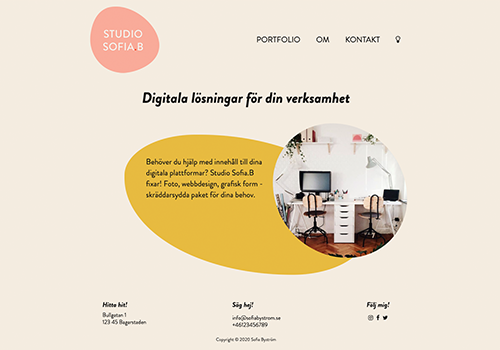 STUDIO
SOFIA.B
PORTFOLIO OM KONTAKT
Digitala lösningar för din verksamhet
Behöver du hjälp med innehåll till dina
digitala plattformar? Studio Sofia.B
fixar! Foto, webbdesign, grafisk form -
skräddarsydda paket för dina behov.
Hitta hit!
Bullgatan 1
123 45 Bagarstaden
Säg hej!
info@sofiabystrom.se
+46123456789
Följ mig!
Copyright © 2020 Sofia Byström